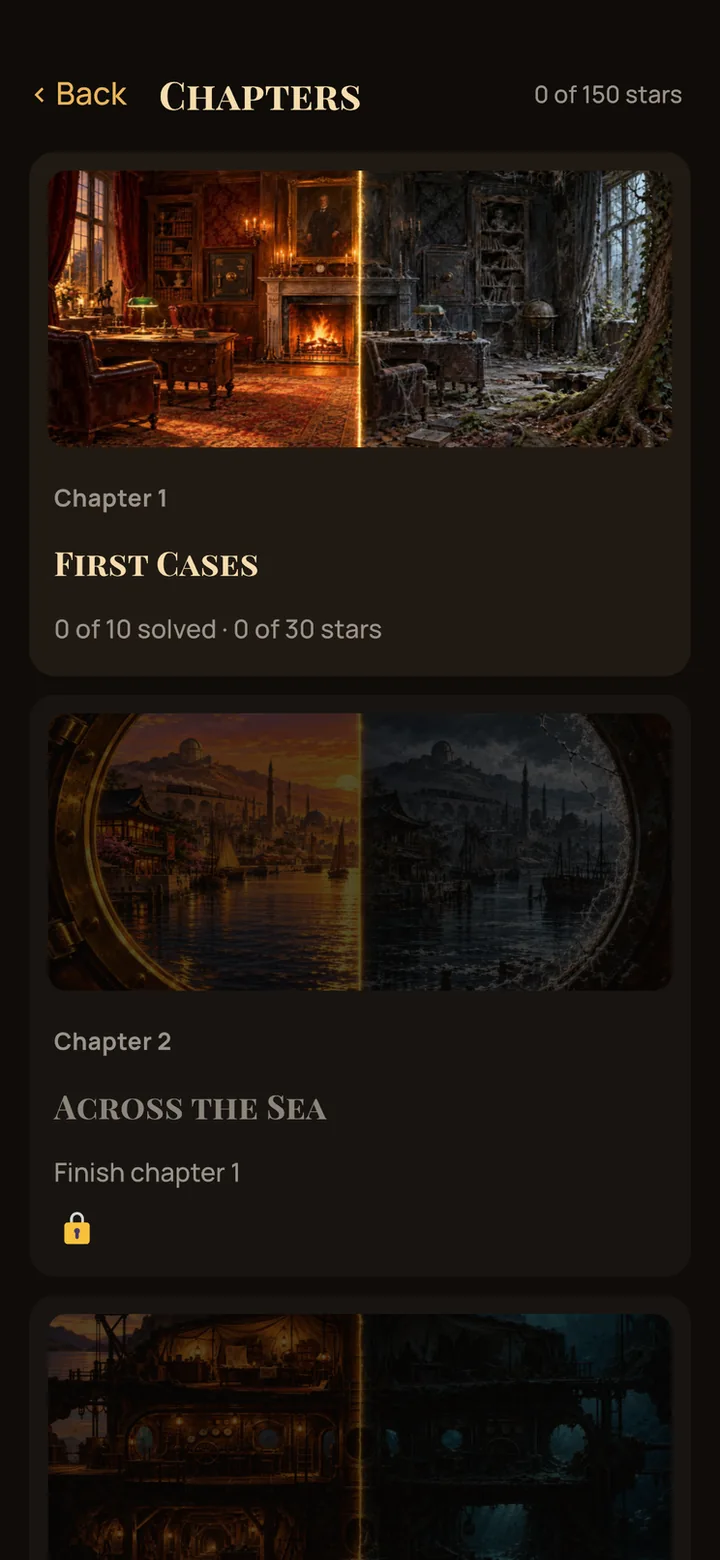 ‹ Back Chapters 0 of 150 stars
Chapter 1
First Cases
0 of 10 solved · 0 of 30 stars
Chapter 2
Across the Sea
Finish chapter 1